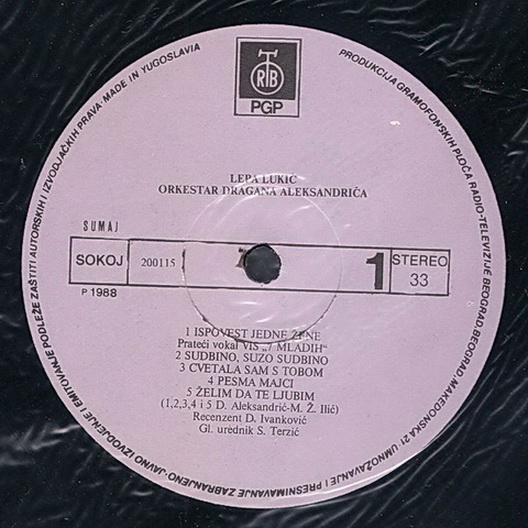 RTB
PGP
LEPA LUKIĆ
ORKESTAR DRAGANA ALEKSANDRIĆA
SUMAJ
SOKOJ 200115 1 STEREO 33
P 1988
1 ISPOVEST JEDNE ŽENE
Prateći vokal VIS „7 MLADIH“
2 SUDBINO, SUZO SUDBINO
3 CVETALA SAM S TOBOM
4 PESMA MAJCI
5 ŽELIM DA TE LJUBIM
(1,2,3,4 i 5 D. Aleksandrić-M. Ž. Ilić)
Recenzent D. Ivanković
Gl. urednik S. Terzić
PRODUKCIJA GRAMOFONSKIH PLOČA RADIO-TELEVIZIJE BEOGRAD, BEOGRAD, MAKEDONSKA 21 · UMNOŽAVANJE I PRESNIMAVANJE ZABRANJENO · JAVNO IZVODJENJE I EMITOVANJE PODLEŽE ZAŠTITI AUTORSKIH I IZVODJAČKIH PRAVA · MADE IN YUGOSLAVIA